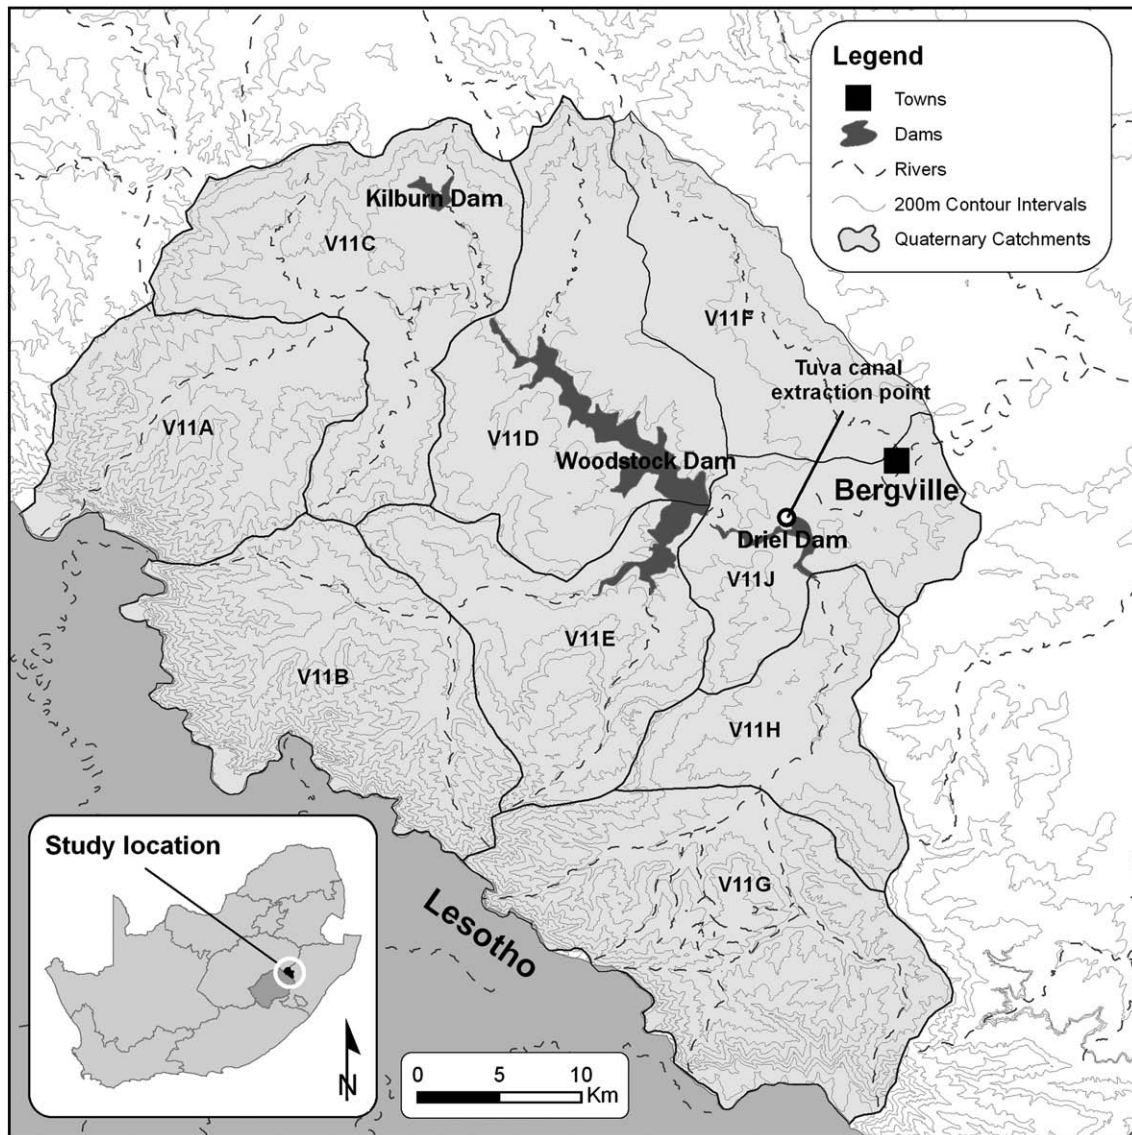 Legend
Towns
Dams
Rivers
200m Contour Intervals
Quaternary Catchments
Kilburn Dam
V11C
V11F
Tuva canal
extraction point
V11A
V11D
Woodstock Dam
Bergville
Driel Dam
V11J
V11E
V11B
V11H
V11G
Lesotho
Study location
N
0 5 10
Km